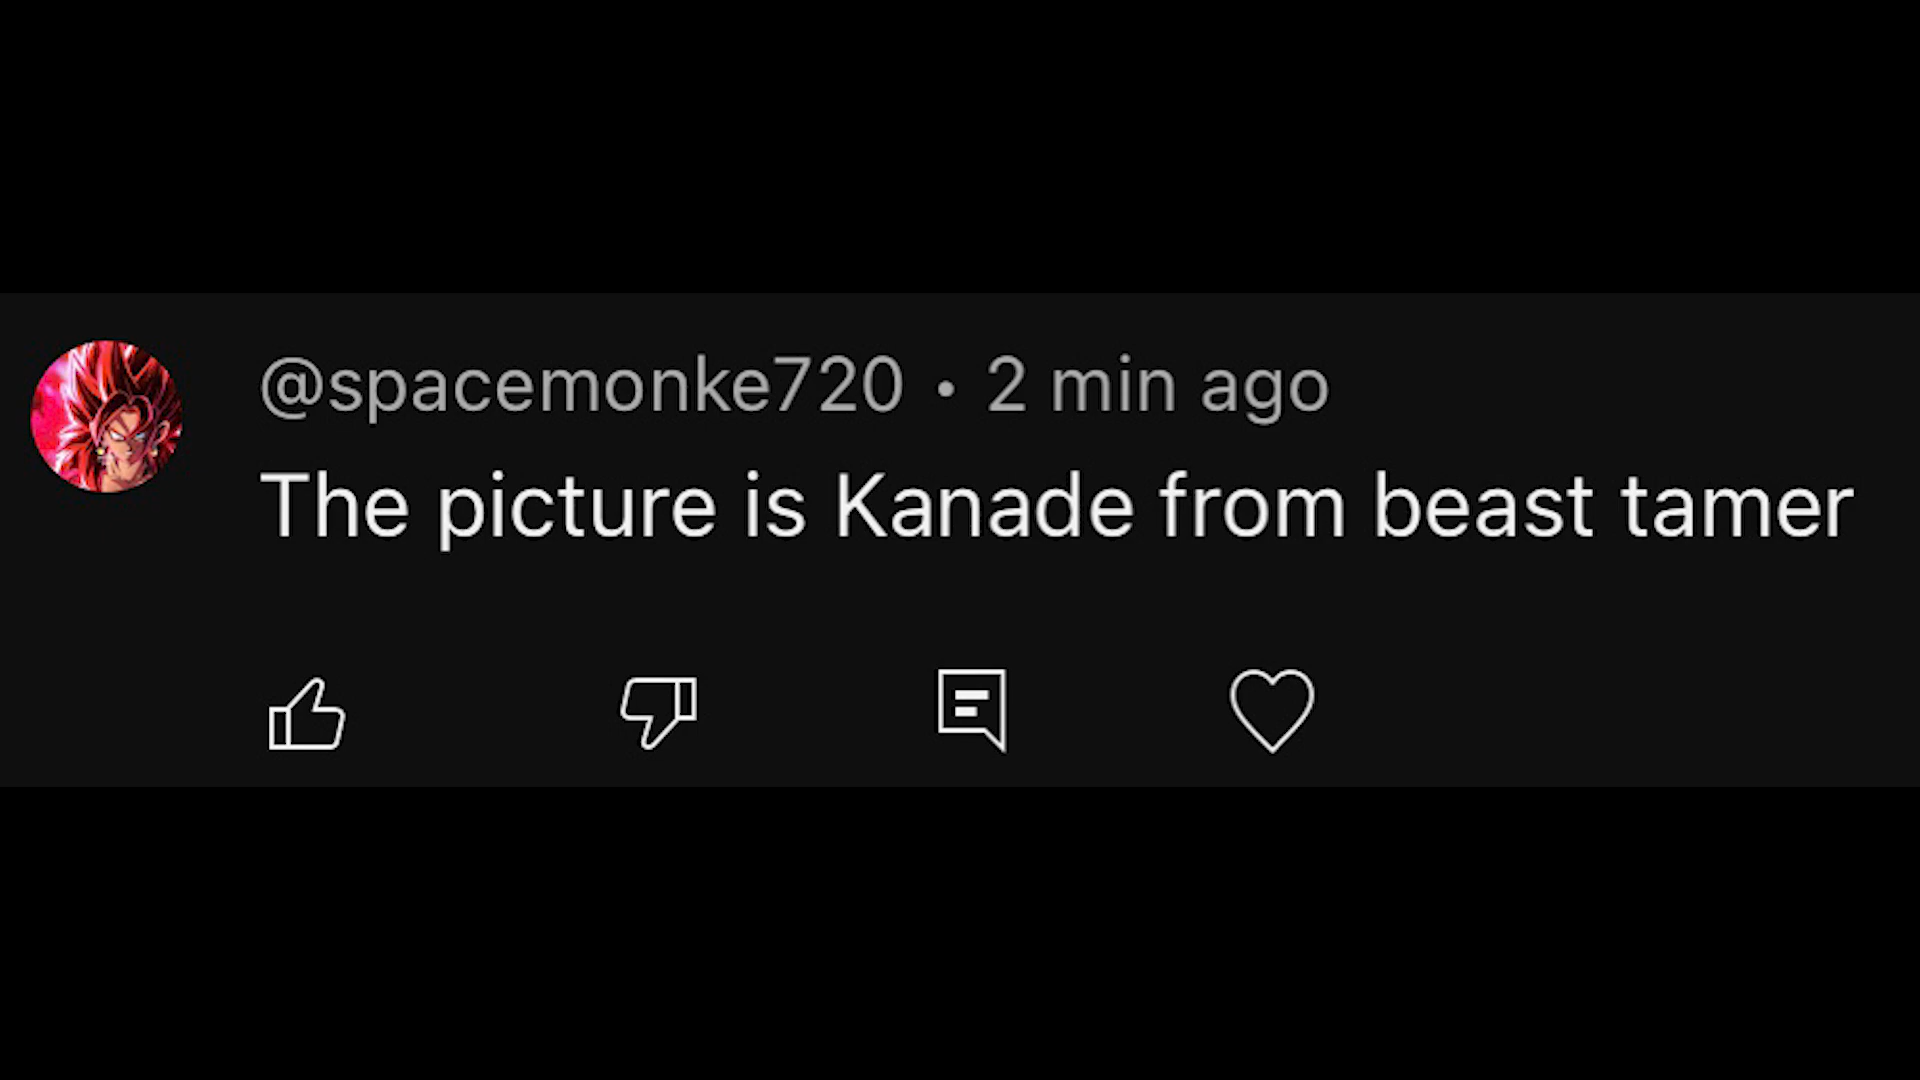 @spacemonke720 • 2 min ago
The picture is Kanade from beast tamer